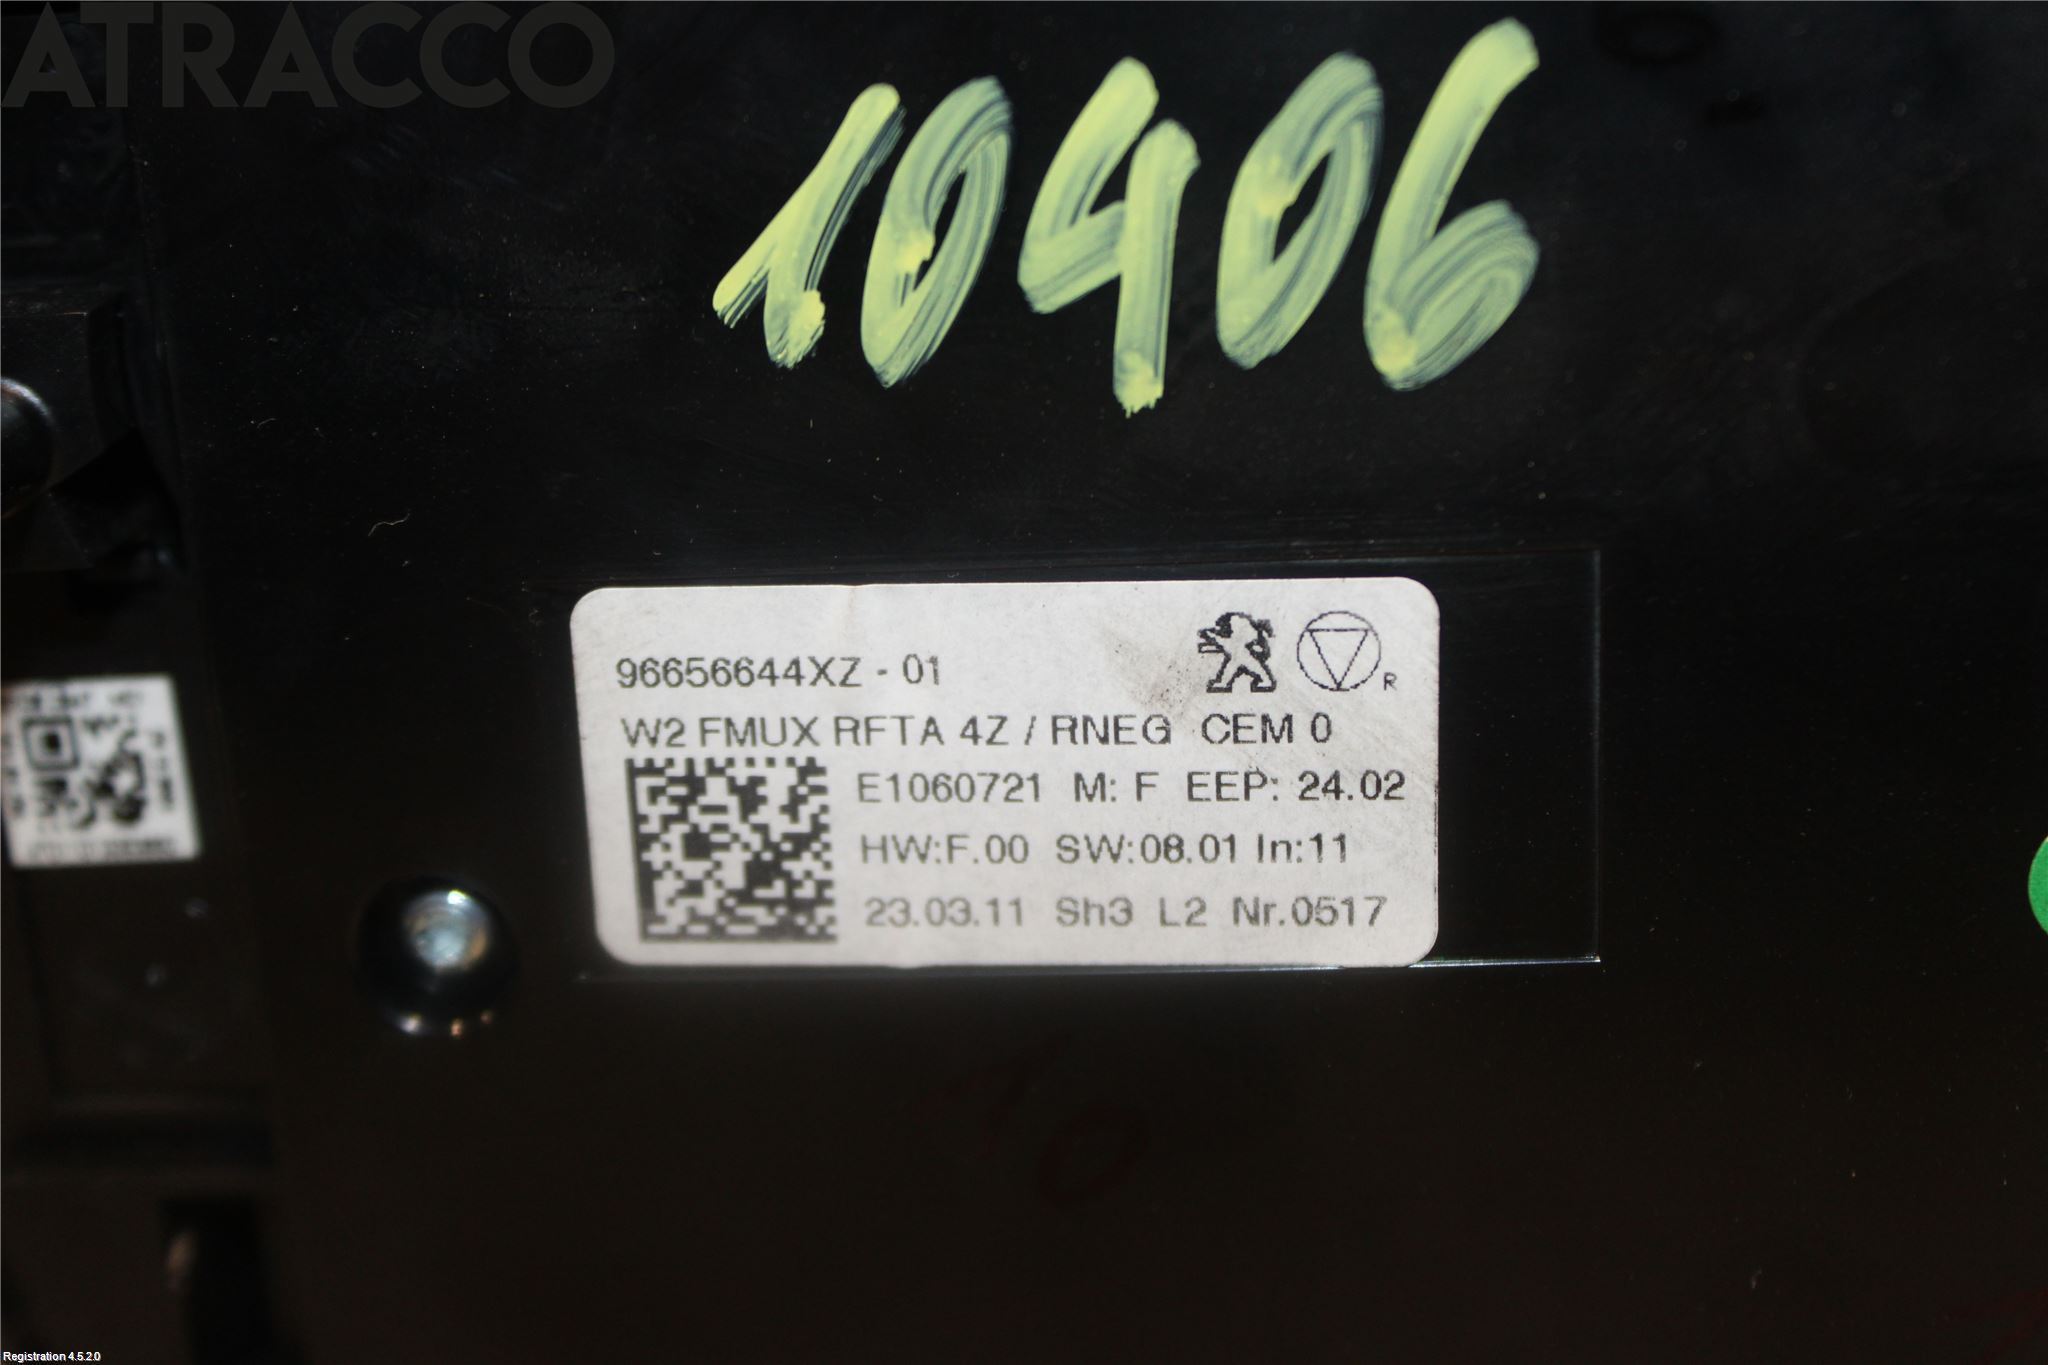 ATRACCO
10406
96656644XZ - 01
R
W2 FMUX RFTA 4Z / RNEG CEM 0
E1060721 M: F EEP: 24.02
HW:F.00 SW:08.01 In:11
23.03.11 Sh3 L2 Nr.0517
Registration 4.5.2.0